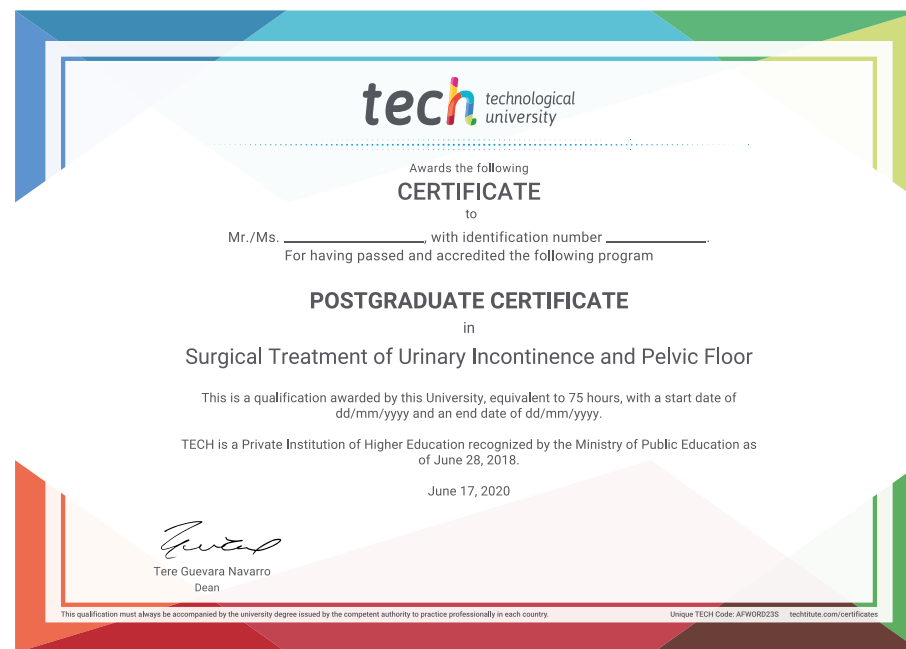 tech technological
university
Awards the following
CERTIFICATE
to
Mr./Ms. ____________, with identification number ____________.
For having passed and accredited the following program
POSTGRADUATE CERTIFICATE
in
Surgical Treatment of Urinary Incontinence and Pelvic Floor
This is a qualification awarded by this University, equivalent to 75 hours, with a start date of
dd/mm/yyyy and an end date of dd/mm/yyyy.
TECH is a Private Institution of Higher Education recognized by the Ministry of Public Education as
of June 28, 2018.
June 17, 2020
Tere Guevara Navarro
Dean
This qualification must always be accompanied by the university degree issued by the competent authority to practice professionally in each country.
Unique TECH Code: AFWORD23S techtitute.com/certificates